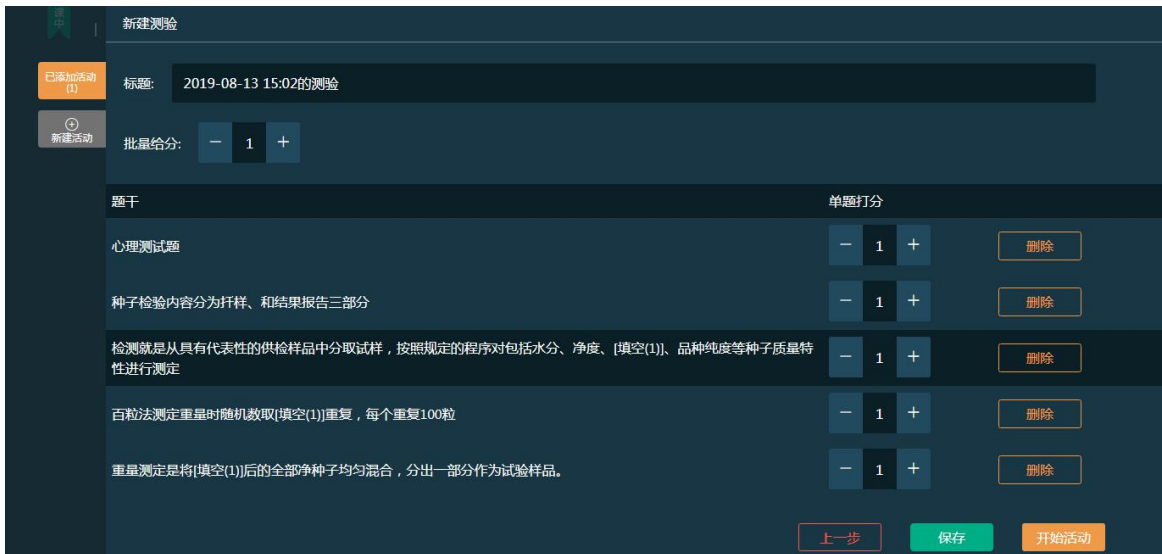 课中
新建测验
已添加活动
(1)
标题: 2019-08-13 15:02的测验
新建活动
批量给分: − 1 +
题干 单题打分
心理测试题 − 1 + 删除
种子检验内容分为扦样、和结果报告三部分 − 1 + 删除
检测就是从具有代表性的供检样品中分取试样，按照规定的程序对包括水分、净度、[填空(1)]、品种纯度等种子质量特
性进行测定 − 1 + 删除
百粒法测定重量时随机数取[填空(1)]重复，每个重复100粒 − 1 + 删除
重量测定是将[填空(1)]后的全部净种子均匀混合，分出一部分作为试验样品。 − 1 + 删除
上一步 保存 开始活动